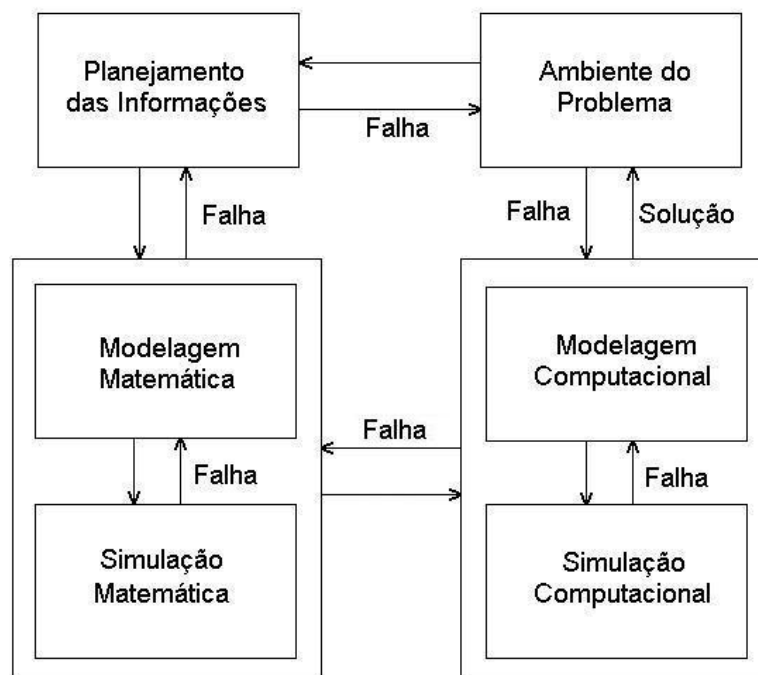 Planejamento
das Informações
Ambiente do
Problema
Falha
Falha
Falha
Solução
Modelagem
Matemática
Modelagem
Computacional
Falha
Falha
Falha
Simulação
Matemática
Simulação
Computacional